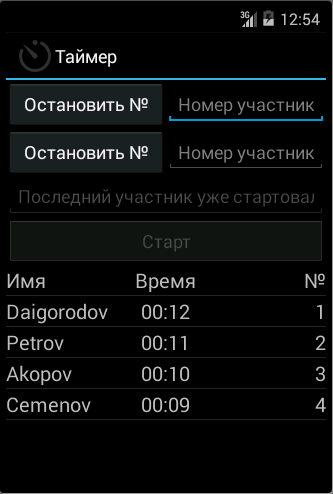 3G 12:54
Таймер
Остановить № Номер участник
Остановить № Номер участник
Последний участник уже стартовал
Старт
Имя Время №
Daigorodov 00:12 1
Petrov 00:11 2
Akopov 00:10 3
Cemenov 00:09 4